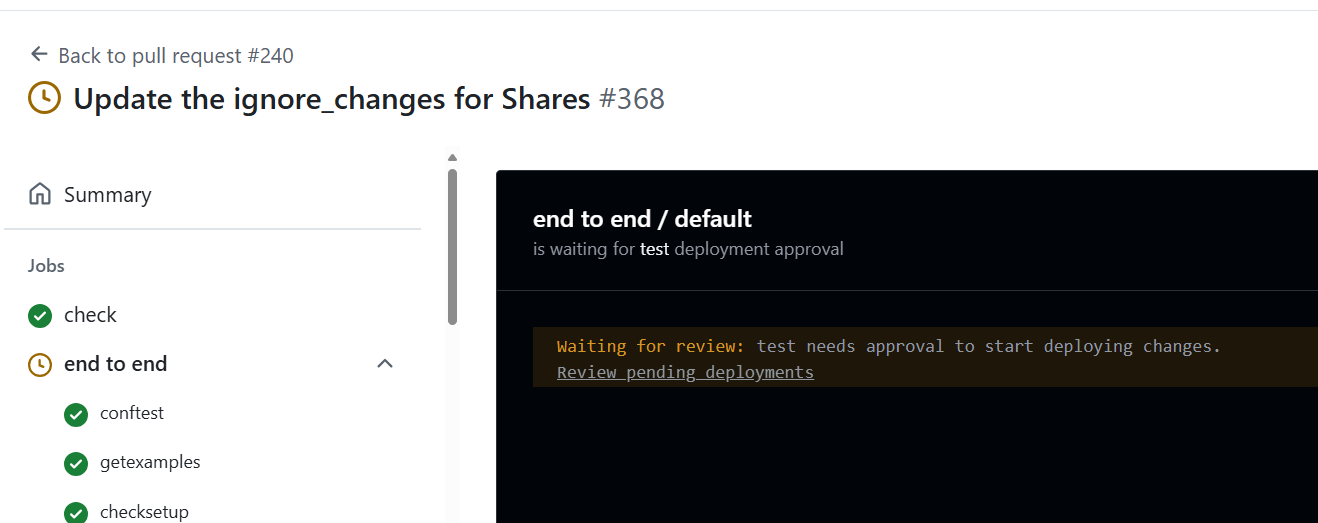 Back to pull request #240
Update the ignore_changes for Shares #368
Summary
Jobs
check
end to end
conftest
getexamples
checksetup
end to end / default
is waiting for test deployment approval
Waiting for review: test needs approval to start deploying changes.
Review pending deployments